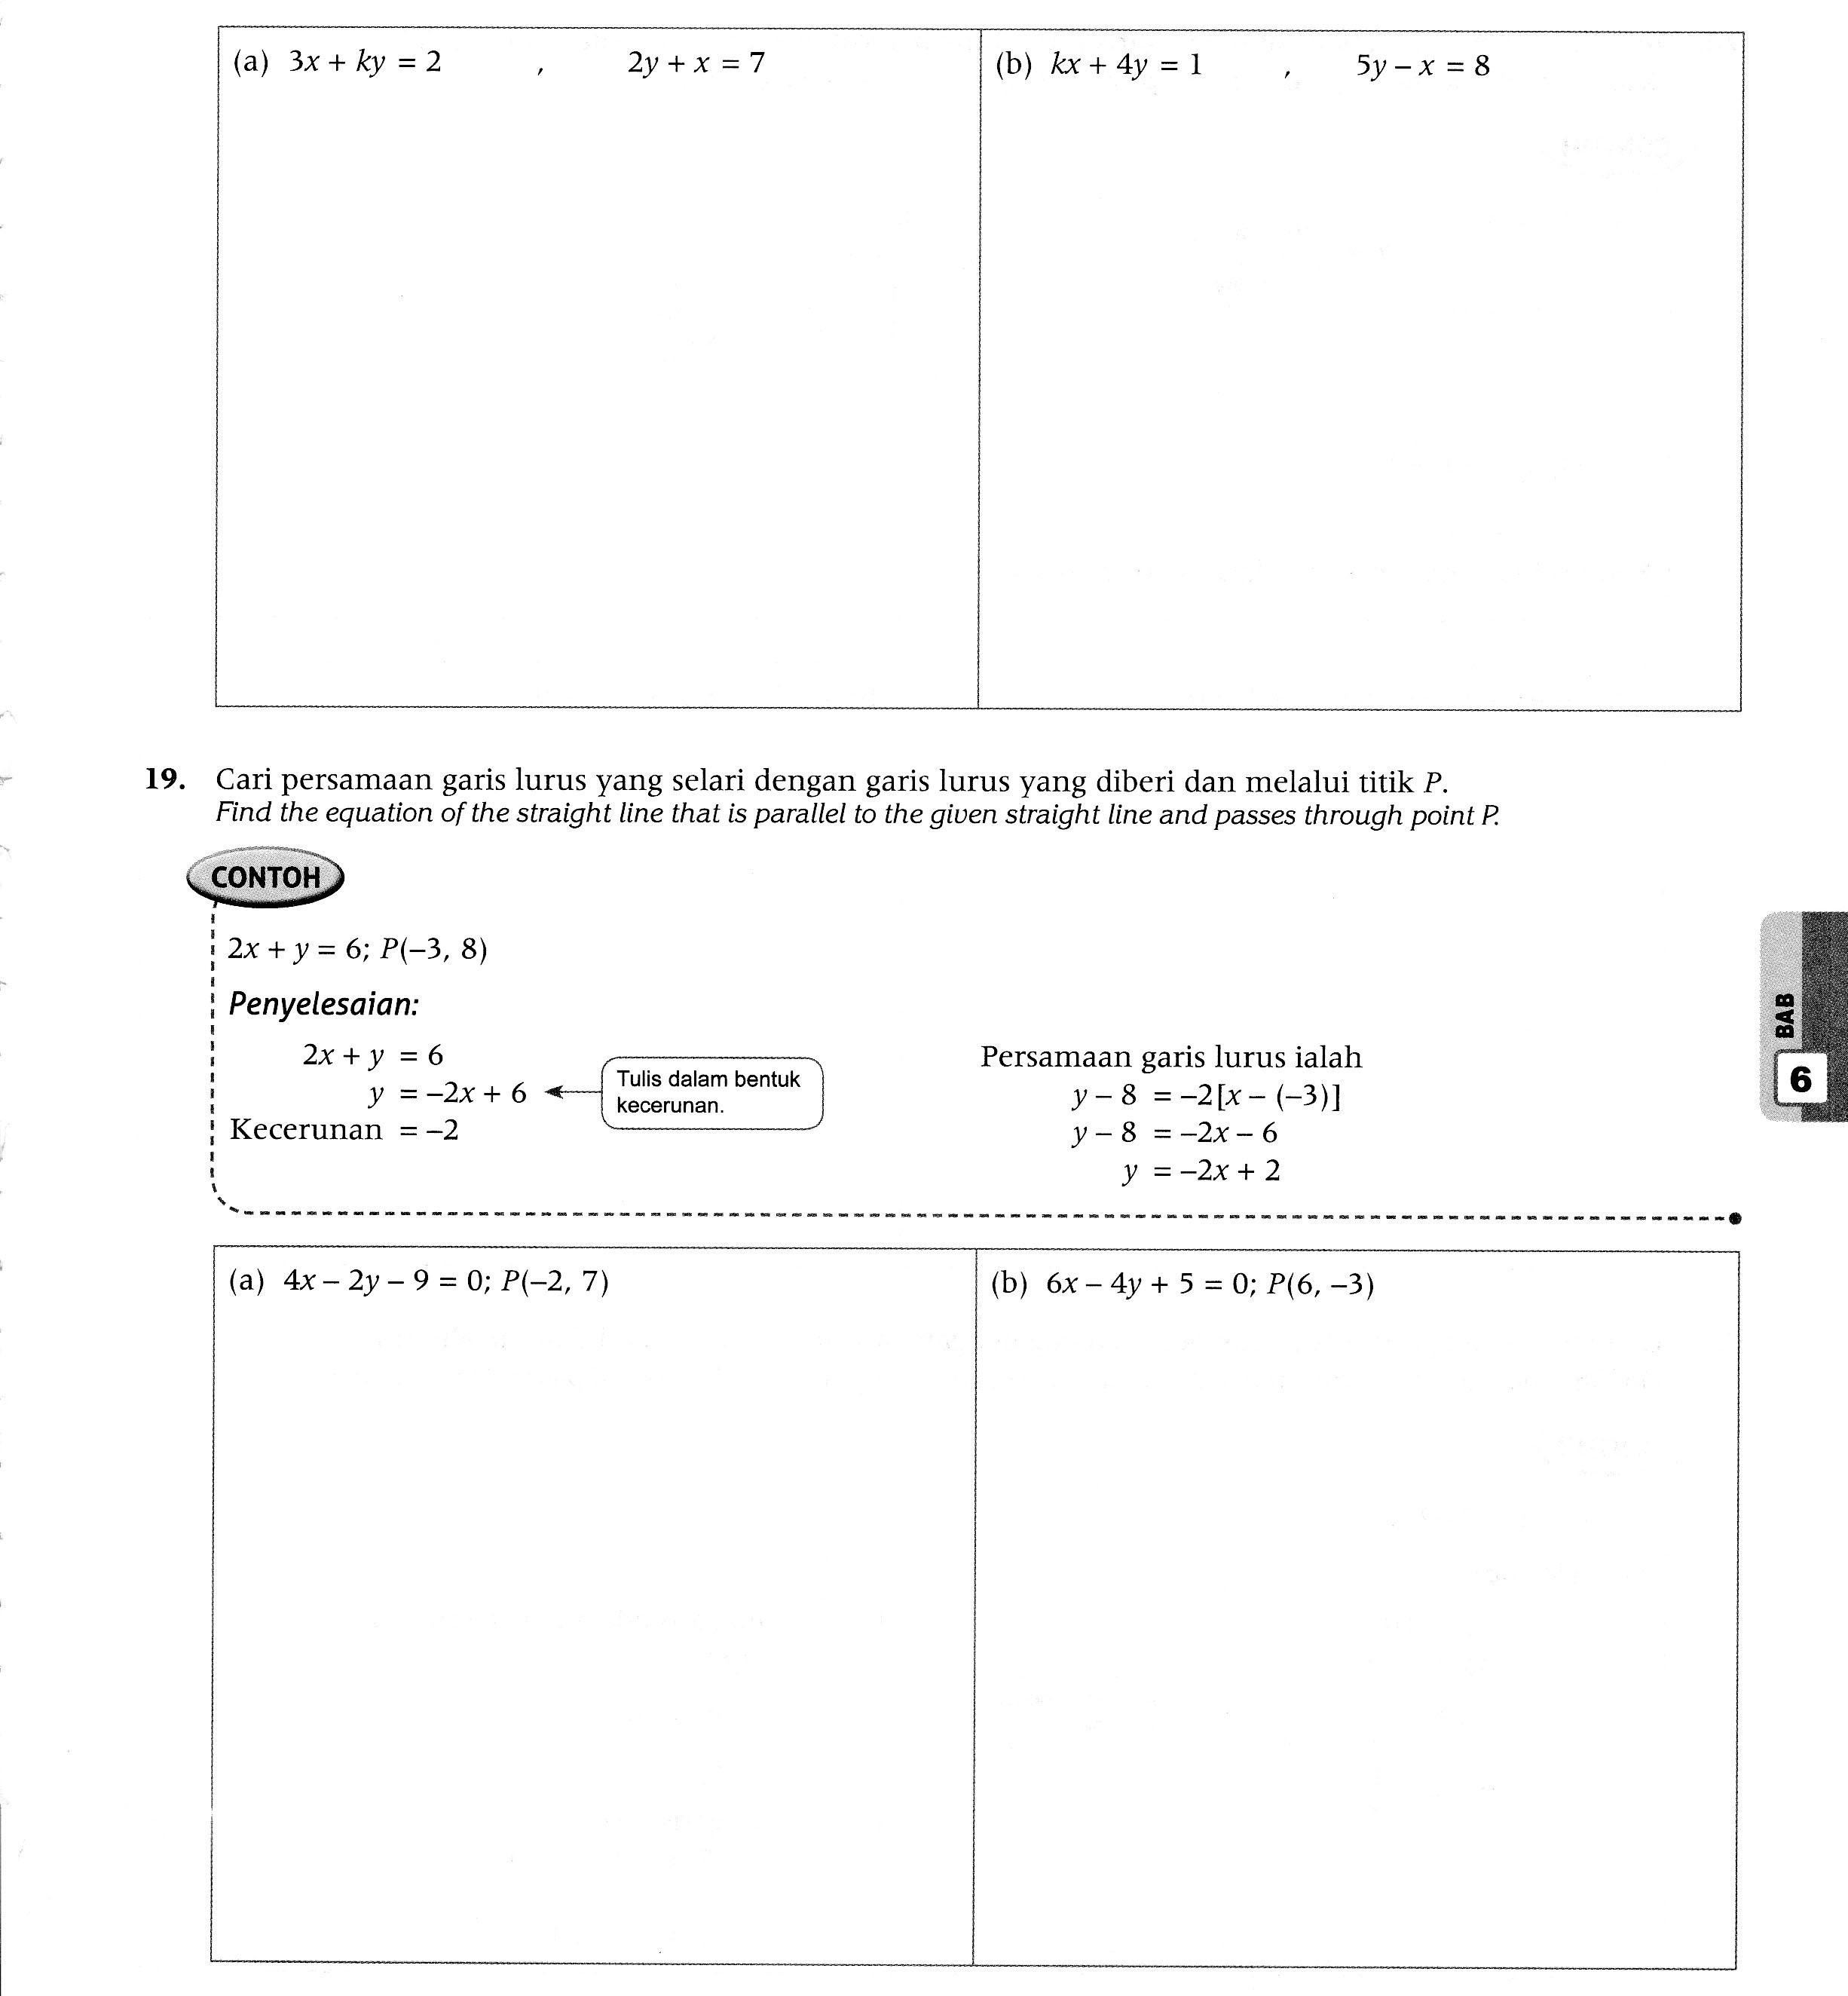 (a) 3x + ky = 2 , 2y + x = 7
(b) kx + 4y = 1 , 5y – x = 8
19. Cari persamaan garis lurus yang selari dengan garis lurus yang diberi dan melalui titik P.
Find the equation of the straight line that is parallel to the given straight line and passes through point P.
CONTOH
2x + y = 6; P(–3, 8)
Penyelesaian:
2x + y = 6
y = –2x + 6
Kecerunan = –2
Tulis dalam bentuk
kecerunan.
Persamaan garis lurus ialah
y – 8 = –2[x – (–3)]
y – 8 = –2x – 6
y = –2x + 2
BAB
6
(a) 4x – 2y – 9 = 0; P(–2, 7)
(b) 6x – 4y + 5 = 0; P(6, –3)